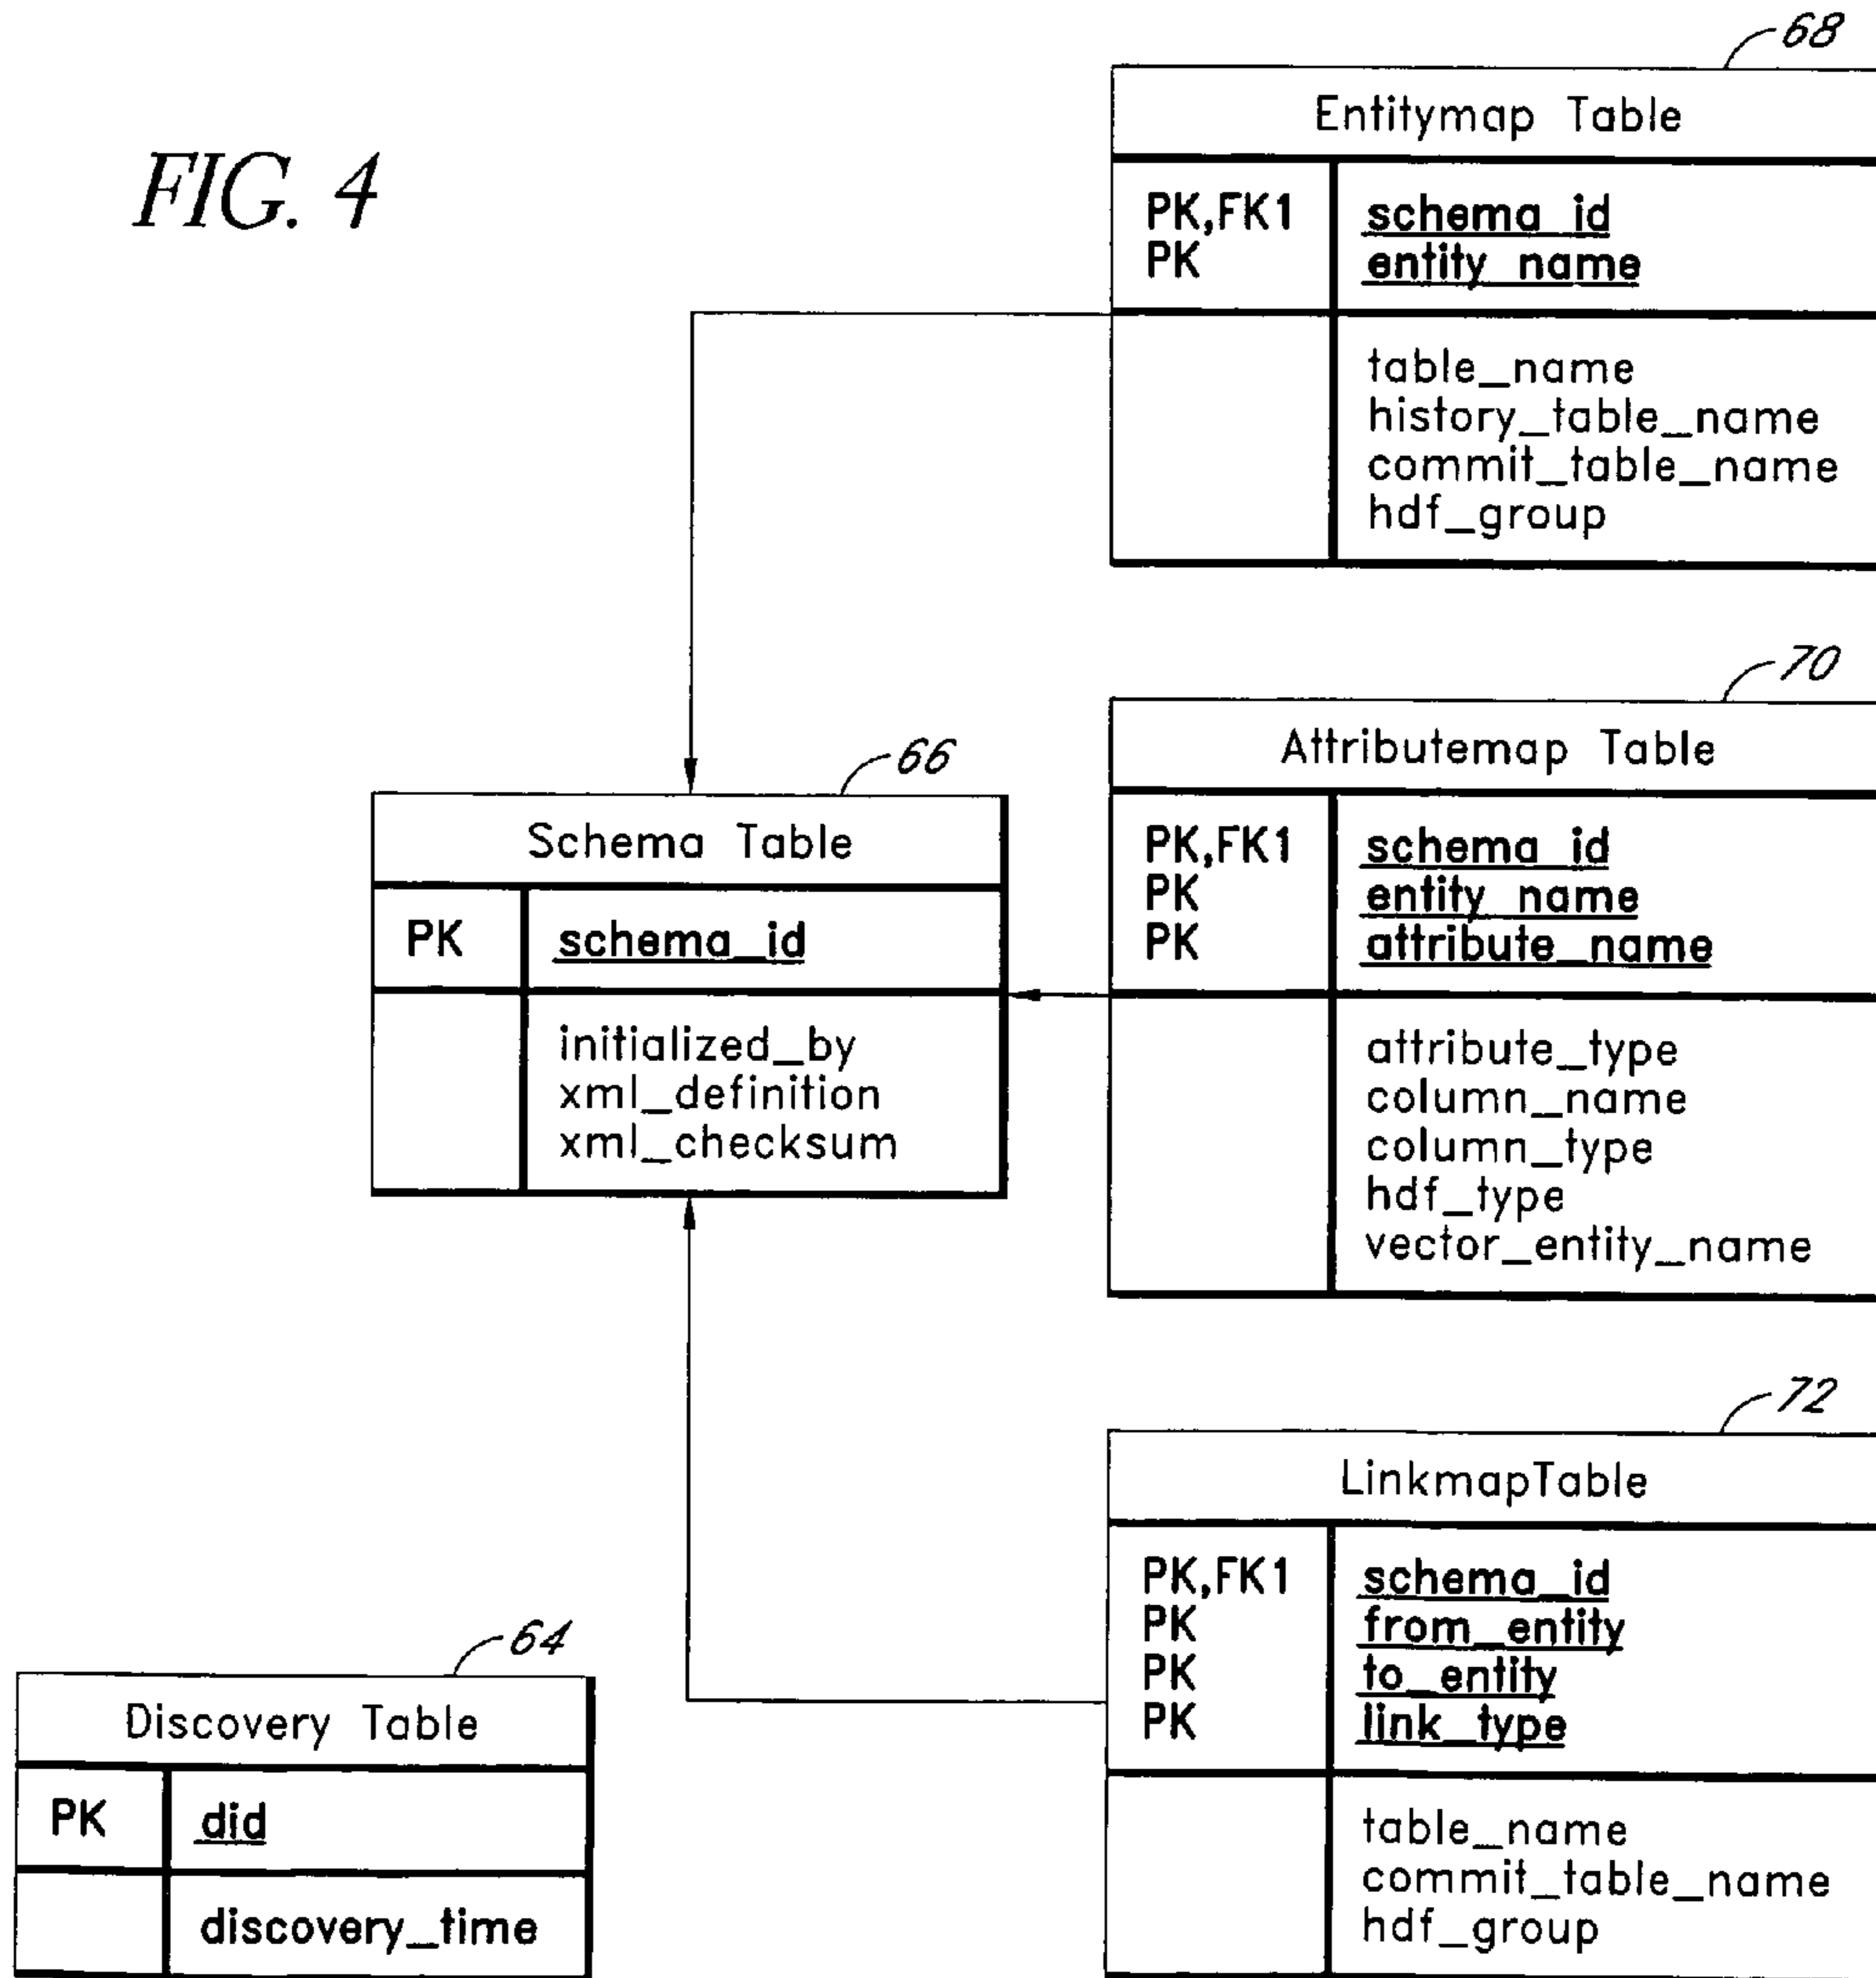 FIG. 4
68
Entitymap Table
PK,FK1 schema_id
PK entity_name
table_name
history_table_name
commit_table_name
hdf_group
70
Attributemap Table
PK,FK1 schema_id
PK entity_name
PK attribute_name
attribute_type
column_name
column_type
hdf_type
vector_entity_name
66
Schema Table
PK schema_id
initialized_by
xml_definition
xml_checksum
72
LinkmapTable
PK,FK1 schema_id
PK from_entity
PK to_entity
PK link_type
table_name
commit_table_name
hdf_group
64
Discovery Table
PK did
discovery_time